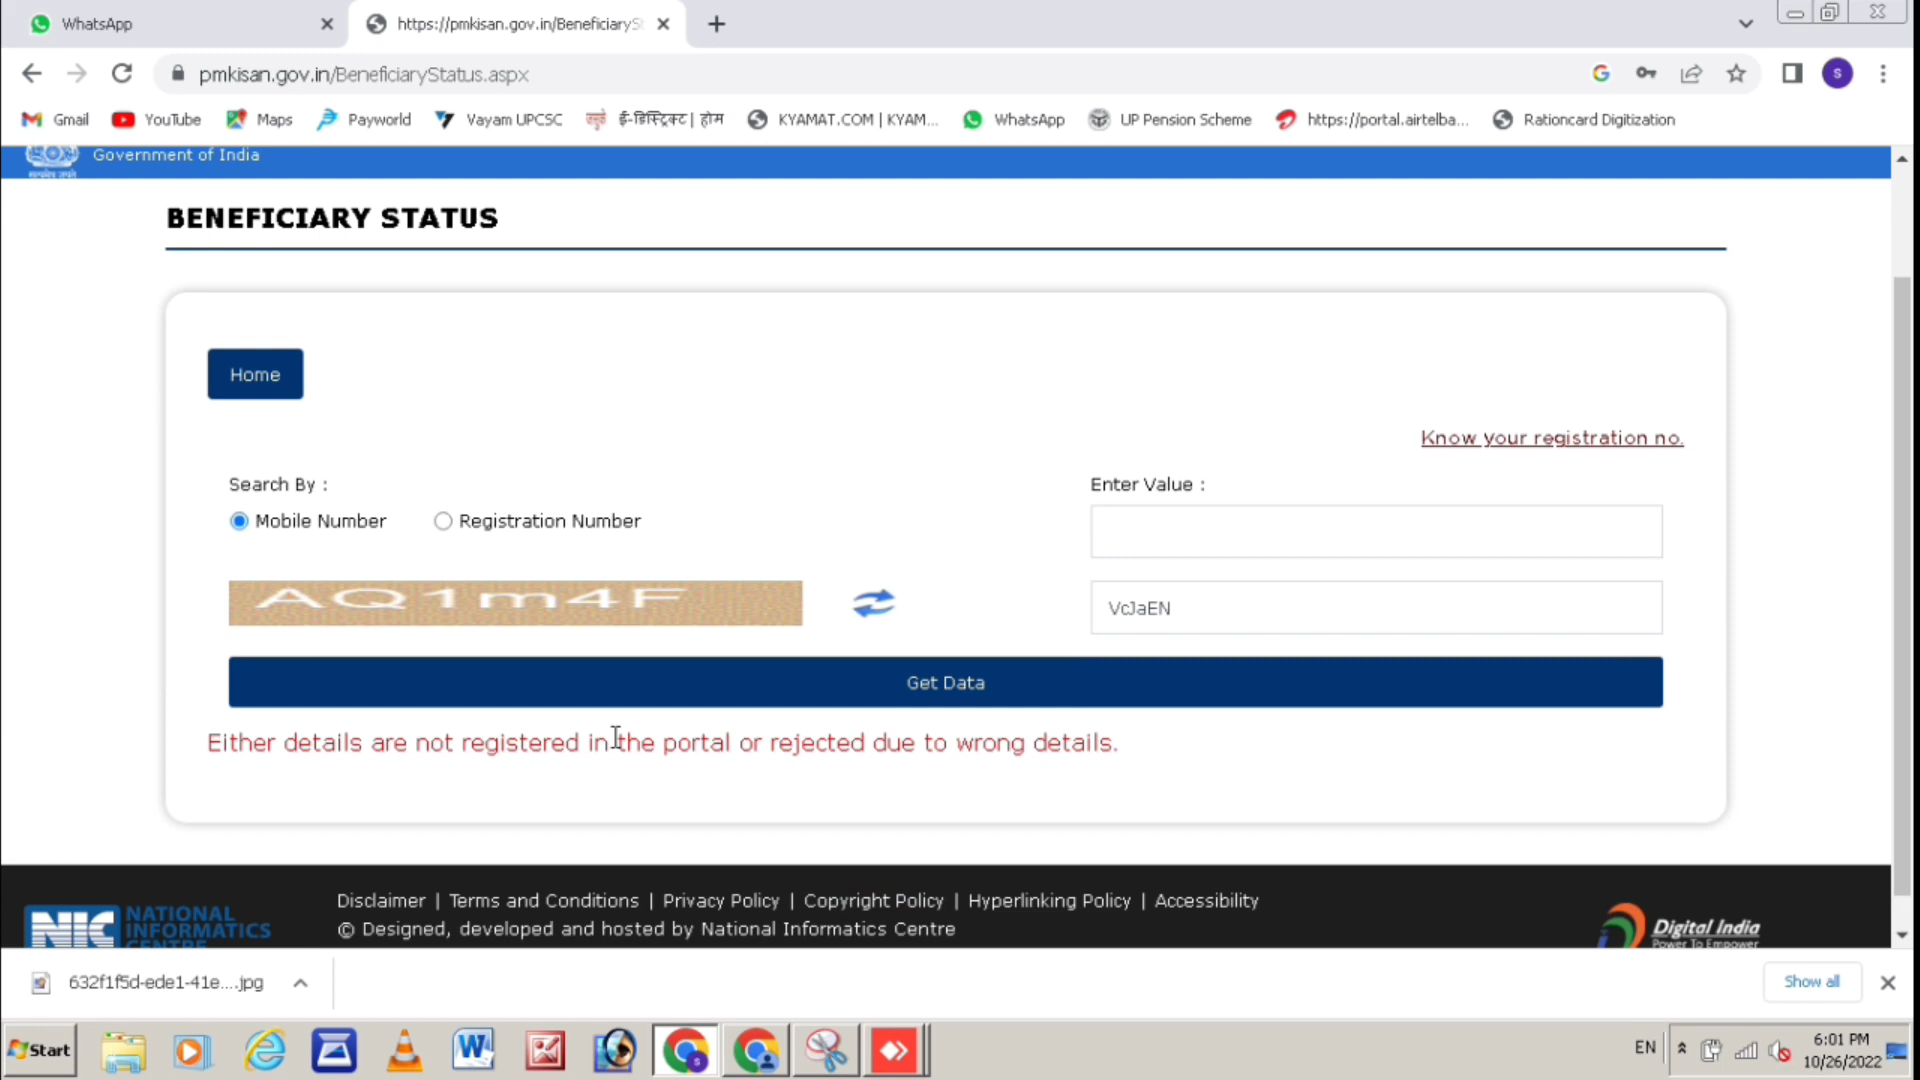 WhatsApp
https://pmkisan.gov.in/BeneficiaryS
pmkisan.gov.in/BeneficiaryStatus.aspx
S
Gmail YouTube Maps Payworld Vayam UPCSC ई-डिस्ट्रिक्ट | होम KYAMAT.COM | KYAM... WhatsApp UP Pension Scheme https://portal.airtelba... Rationcard Digitization
Government of India
BENEFICIARY STATUS
Home
Know your registration no.
Search By :
Enter Value :
Mobile Number Registration Number
AQ1m4F
VcJaEN
Get Data
Either details are not registered in the portal or rejected due to wrong details.
Disclaimer | Terms and Conditions | Privacy Policy | Copyright Policy | Hyperlinking Policy | Accessibility
© Designed, developed and hosted by National Informatics Centre
NIC NATIONAL
INFORMATICS
CENTRE
Digital India
Power To Empower
632f1f5d-ede1-41e....jpg
Show all
Start
EN
6:01 PM
10/26/2022